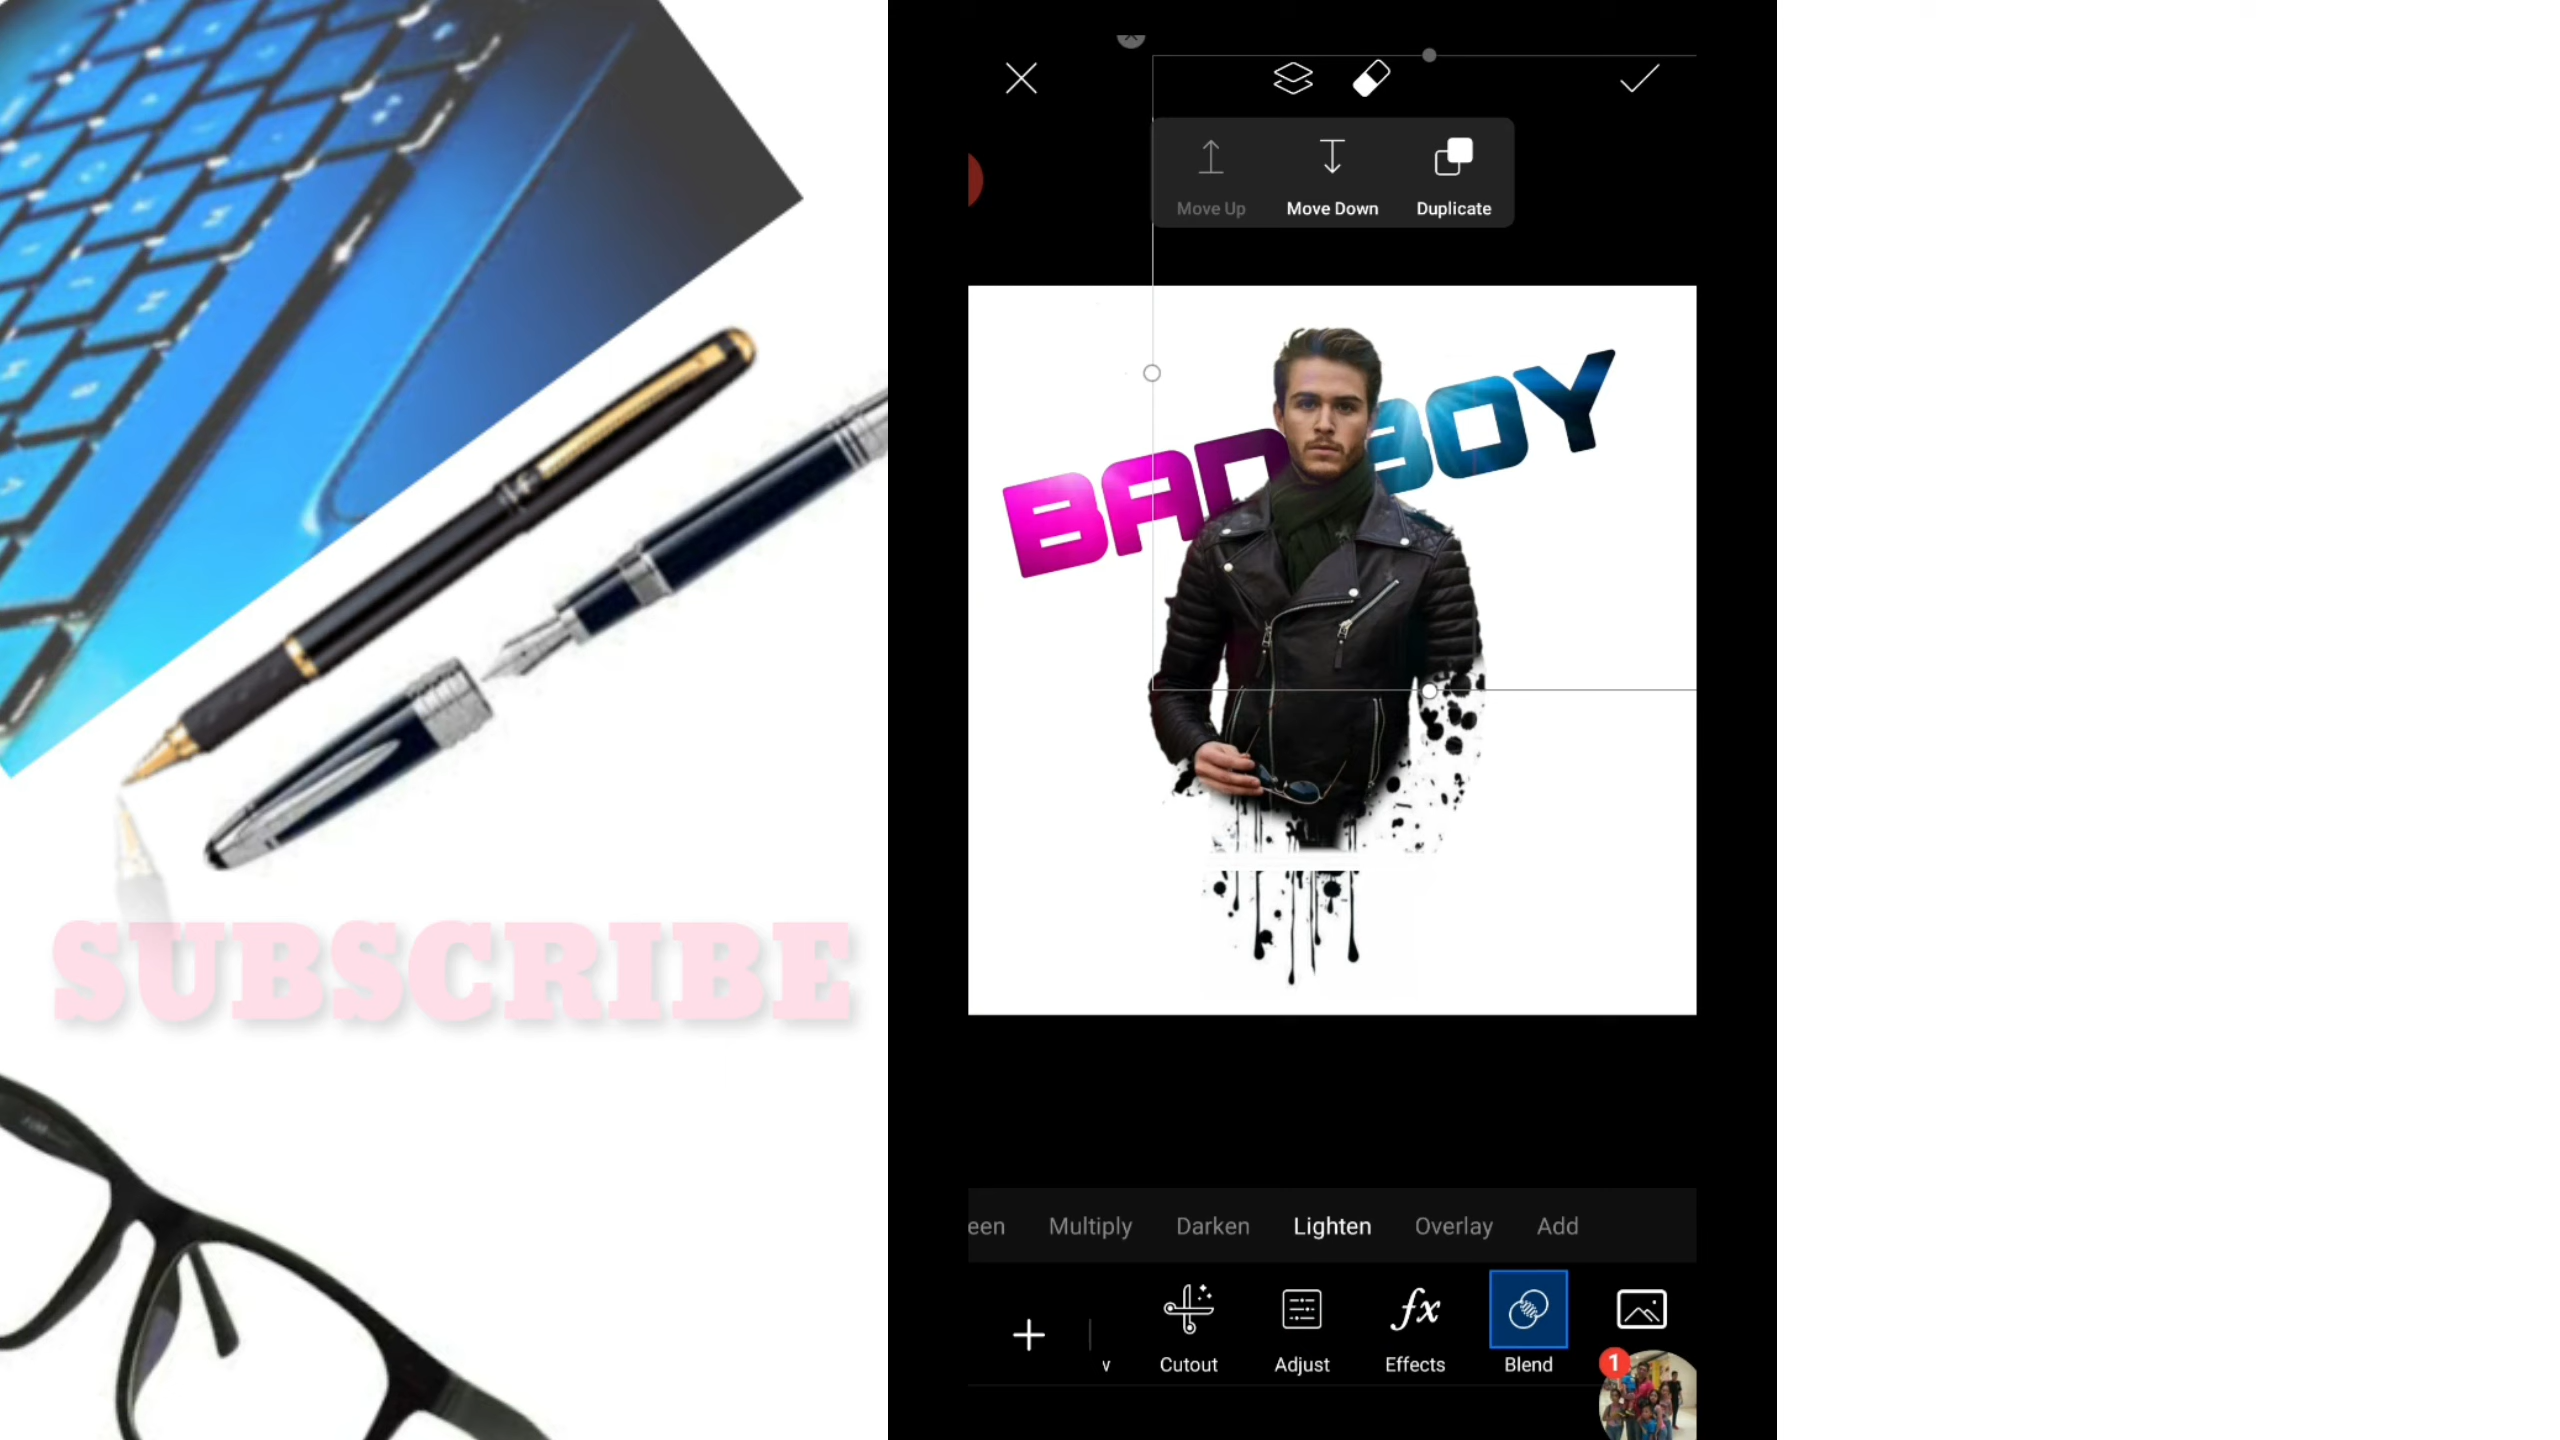 Move Up
Move Down
Duplicate
BAD BOY
SUBSCRIBE
een
Multiply
Darken
Lighten
Overlay
Add
v
Cutout
Adjust
fx
Effects
Blend
1